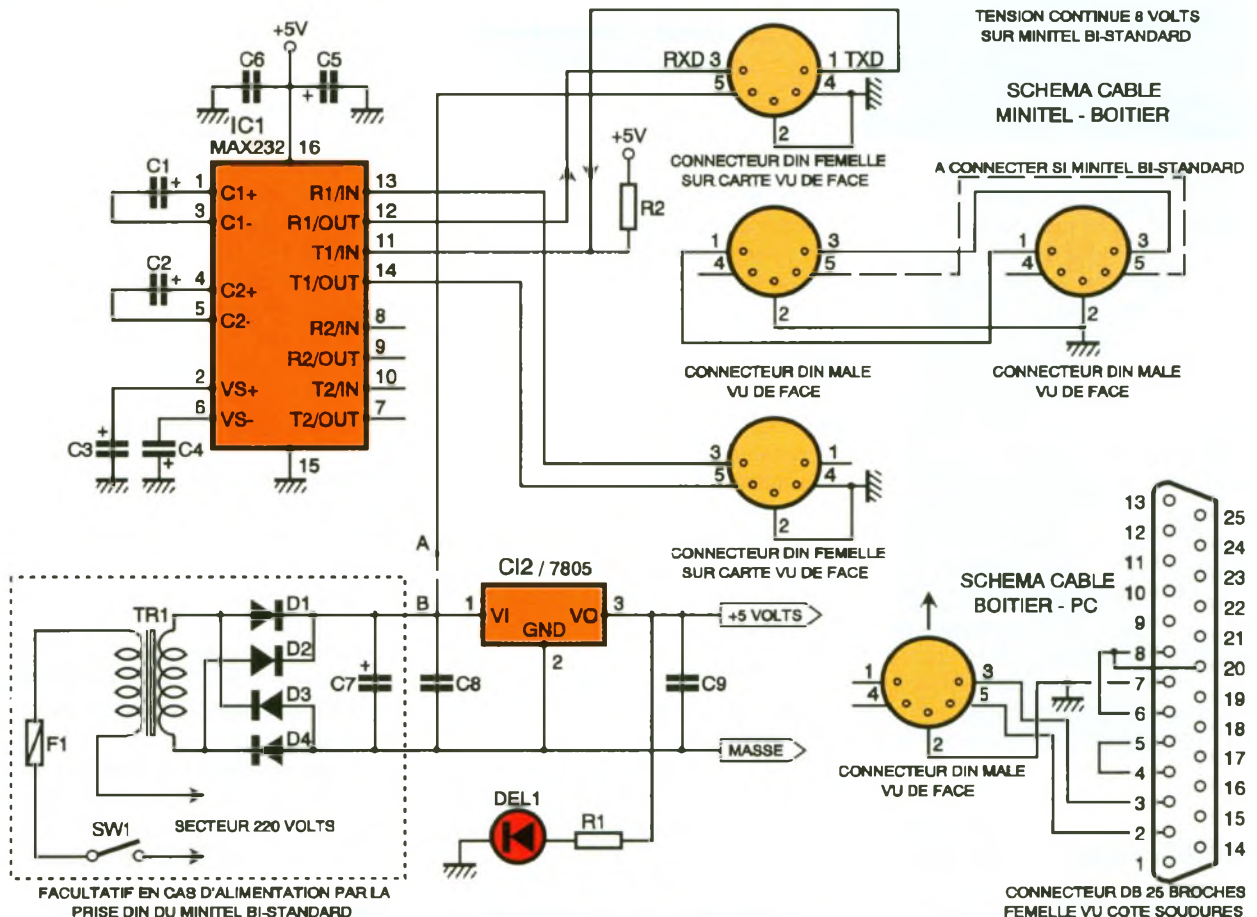 TENSION CONTINUE 8 VOLTS
SUR MINITEL BI-STANDARD
SCHEMA CABLE
MINITEL - BOITIER
+5V
C6
C5
+
IC1
MAX232
16
C1
+
1
C1+
3
C1-
C2
+
4
C2+
5
C2-
2
VS+
6
VS-
C3
+
C4
+
15
R1/IN
13
R1/OUT
12
T1/IN
11
T1/OUT
14
R2/IN
8
R2/OUT
9
T2/IN
10
T2/OUT
7
RXD 3
1 TXD
5
4
2
CONNECTEUR DIN FEMELLE
SUR CARTE VU DE FACE
+5V
R2
A CONNECTER SI MINITEL BI-STANDARD
1
3
4
5
2
CONNECTEUR DIN MALE
VU DE FACE
1
3
4
5
2
CONNECTEUR DIN MALE
VU DE FACE
3
1
5
4
2
CONNECTEUR DIN FEMELLE
SUR CARTE VU DE FACE
A
B
CI2 / 7805
1
VI
VO
3
GND
2
+5 VOLTS
MASSE
TR1
D1
D2
D3
D4
C7
+
C8
C9
F1
SW1
SECTEUR 220 VOLTS
DEL1
R1
FACULTATIF EN CAS D'ALIMENTATION PAR LA
PRISE DIN DU MINITEL BI-STANDARD
SCHEMA CABLE
BOITIER - PC
1
3
4
5
2
CONNECTEUR DIN MALE
VU DE FACE
13
25
12
24
11
23
10
22
9
21
8
20
7
19
6
18
5
17
4
16
3
15
2
14
1
CONNECTEUR DB 25 BROCHES
FEMELLE VU COTE SOUDURES